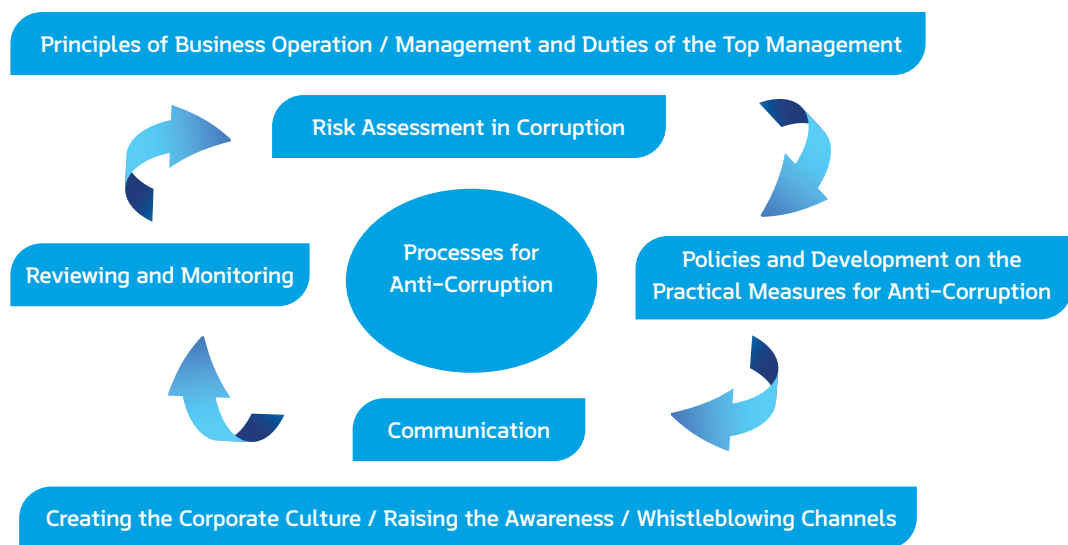 Principles of Business Operation / Management and Duties of the Top Management
Risk Assessment in Corruption
Processes for
Anti-Corruption
Reviewing and Monitoring
Policies and Development on the
Practical Measures for Anti-Corruption
Communication
Creating the Corporate Culture / Raising the Awareness / Whistleblowing Channels